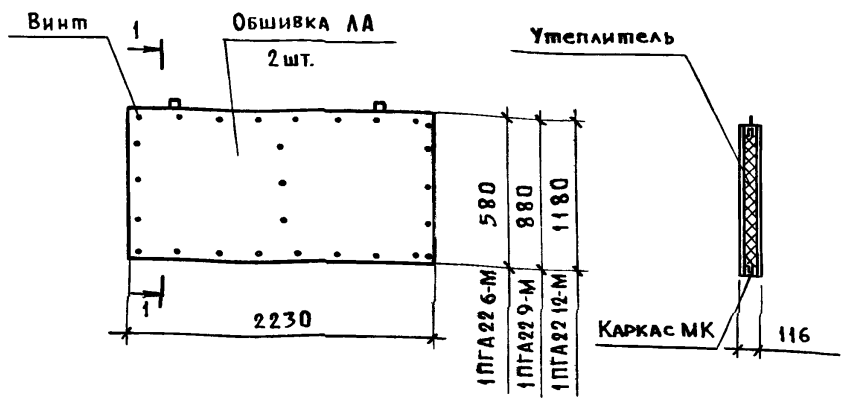 Винт
1
Обшивка ЛА
2 шт.
Утеплитель
580
880
1180
1ПГА22 6-М
1ПГА22 9-М
1ПГА22 12-М
1
2230
Каркас МК
116